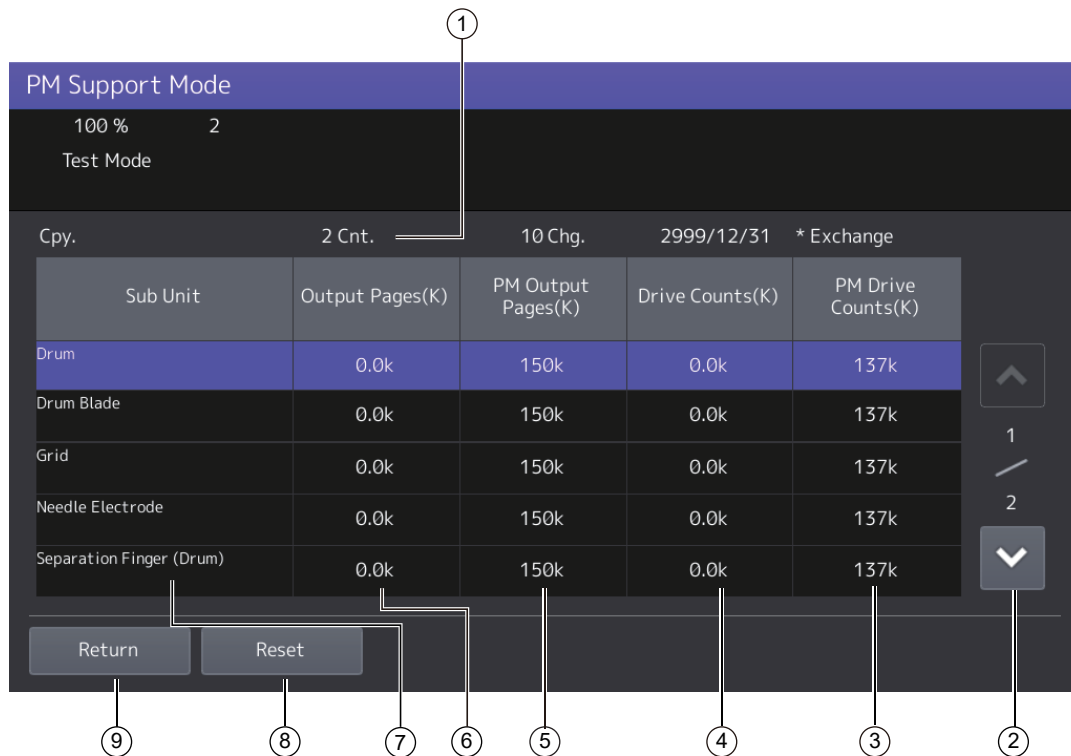 ①
PM Support Mode
100 % 2
Test Mode
Cpy. 2 Cnt. 10 Chg. 2999/12/31 * Exchange
Sub Unit Output Pages(K) PM Output Pages(K) Drive Counts(K) PM Drive Counts(K)
Drum 0.0k 150k 0.0k 137k
Drum Blade 0.0k 150k 0.0k 137k
Grid 0.0k 150k 0.0k 137k
Needle Electrode 0.0k 150k 0.0k 137k
Separation Finger (Drum) 0.0k 150k 0.0k 137k
1
/
2
Return Reset
⑨ ⑧ ⑦ ⑥ ⑤ ④ ③ ②